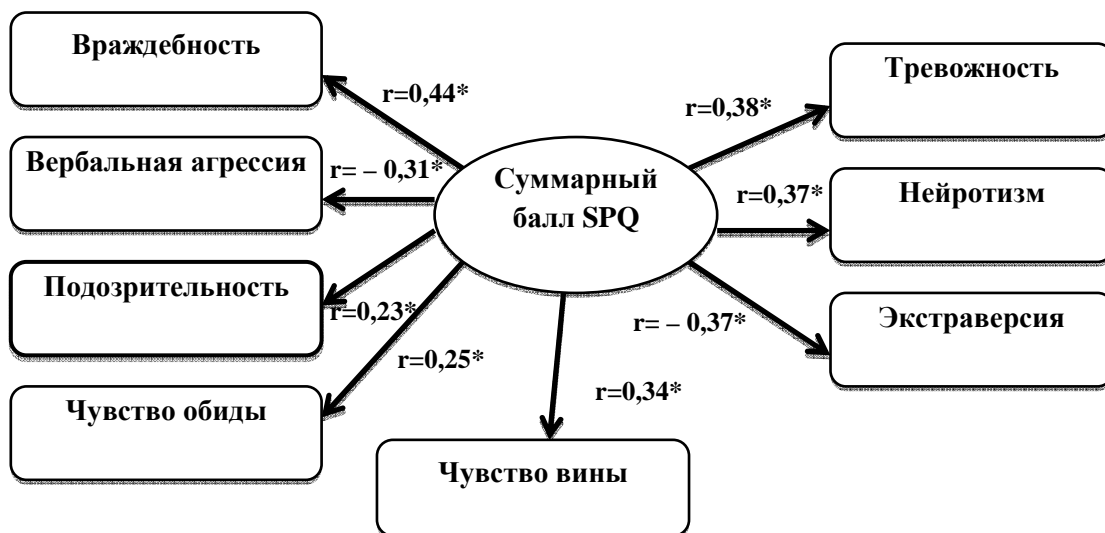 Враждебность
r=0,44*
Вербальная агрессия
r= – 0,31*
Подозрительность
r=0,23*
Чувство обиды
r=0,25*
Суммарный
балл SPQ
Чувство вины
r=0,34*
Тревожность
r=0,38*
Нейротизм
r=0,37*
Экстраверсия
r= – 0,37*